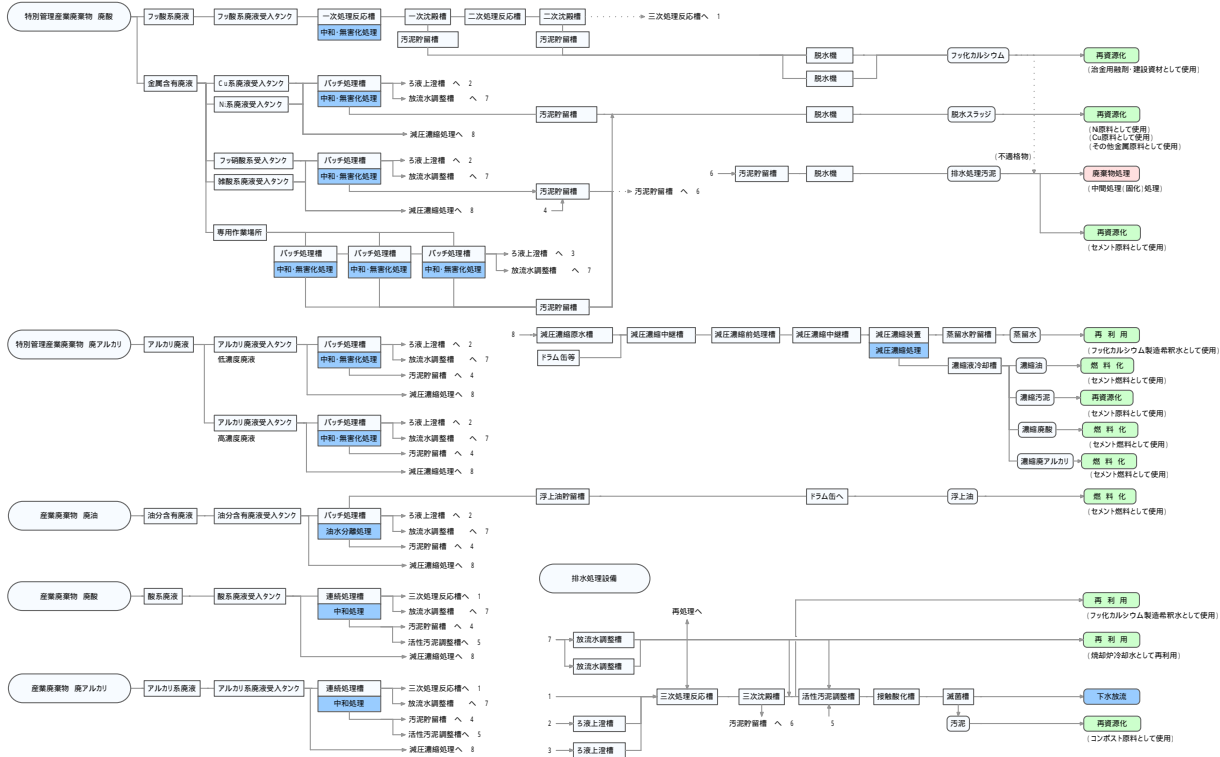 特別管理産業廃棄物 廃酸
フッ酸系廃液
フッ酸系廃液受入タンク
一次処理反応槽
中和・無害化処理
一次沈殿槽
二次処理反応槽
二次沈殿槽
三次処理反応槽へ 1
汚泥貯留槽
汚泥貯留槽
脱水機
脱水機
フッ化カルシウム
再資源化
(冶金用融剤・建設資材として使用)
金属含有廃液
Cu系廃液受入タンク
Ni系廃液受入タンク
バッチ処理槽
中和・無害化処理
ろ液上澄槽 へ 2
放流水調整槽 へ 7
減圧濃縮処理へ 8
汚泥貯留槽
脱水機
脱水スラッジ
再資源化
(Ni原料として使用)
(Cu原料として使用)
(その他金属原料として使用)
フッ硝酸系受入タンク
雑酸系廃液受入タンク
バッチ処理槽
中和・無害化処理
ろ液上澄槽 へ 2
放流水調整槽 へ 7
減圧濃縮処理へ 8
汚泥貯留槽
4
汚泥貯留槽 へ 6
6
汚泥貯留槽
脱水機
排水処理汚泥
(不適格物)
廃棄物処理
(中間処理(固化)処理)
再資源化
(セメント原料として使用)
専用作業場所
バッチ処理槽
中和・無害化処理
バッチ処理槽
中和・無害化処理
バッチ処理槽
中和・無害化処理
ろ液上澄槽 へ 3
放流水調整槽 へ 7
汚泥貯留槽
特別管理産業廃棄物 廃アルカリ
アルカリ廃液
アルカリ廃液受入タンク
低濃度廃液
バッチ処理槽
中和・無害化処理
ろ液上澄槽 へ 2
放流水調整槽 へ 7
汚泥貯留槽 へ 4
減圧濃縮処理へ 8
アルカリ廃液受入タンク
高濃度廃液
バッチ処理槽
中和・無害化処理
ろ液上澄槽 へ 2
放流水調整槽 へ 7
汚泥貯留槽 へ 4
減圧濃縮処理へ 8
8
減圧濃縮原水槽
ドラム缶等
減圧濃縮中継槽
減圧濃縮前処理槽
減圧濃縮中継槽
減圧濃縮装置
減圧濃縮処理
蒸留水貯留槽
蒸留水
再 利 用
(フッ化カルシウム製造希釈水として使用)
濃縮液冷却槽
濃縮油
燃 料 化
(セメント燃料として使用)
濃縮汚泥
再資源化
(セメント原料として使用)
濃縮廃酸
燃 料 化
(セメント燃料として使用)
濃縮廃アルカリ
燃 料 化
(セメント燃料として使用)
産業廃棄物 廃油
油分含有廃液
油分含有廃液受入タンク
バッチ処理槽
油水分離処理
ろ液上澄槽 へ 2
放流水調整槽 へ 7
汚泥貯留槽 へ 4
減圧濃縮処理へ 8
浮上油貯留槽
ドラム缶へ
浮上油
燃 料 化
(セメント燃料として使用)
産業廃棄物 廃酸
酸系廃液
酸系廃液受入タンク
連続処理槽
中和処理
三次処理反応槽へ 1
放流水調整槽 へ 7
汚泥貯留槽 へ 4
活性汚泥調整槽へ 5
減圧濃縮処理へ 8
産業廃棄物 廃アルカリ
アルカリ系廃液
アルカリ系廃液受入タンク
連続処理槽
中和処理
三次処理反応槽へ 1
放流水調整槽 へ 7
汚泥貯留槽 へ 4
活性汚泥調整槽へ 5
減圧濃縮処理へ 8
排水処理設備
再処理へ
7
放流水調整槽
放流水調整槽
再 利 用
(フッ化カルシウム製造希釈水として使用)
再 利 用
(焼却炉冷却水として再利用)
1
三次処理反応槽
三次沈殿槽
活性汚泥調整槽
接触酸化槽
滅菌槽
下水放流
2
ろ液上澄槽
汚泥貯留槽 へ 6
5
汚泥
再資源化
(コンポスト原料として使用)
3
ろ液上澄槽